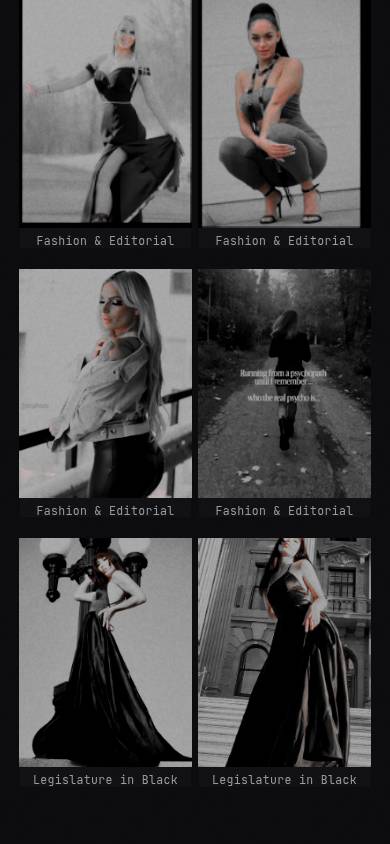 Fashion & Editorial
Fashion & Editorial
Running from a psychopath
until I remember...
who the real psycho is...
Fashion & Editorial
Fashion & Editorial
Legislature in Black
Legislature in Black